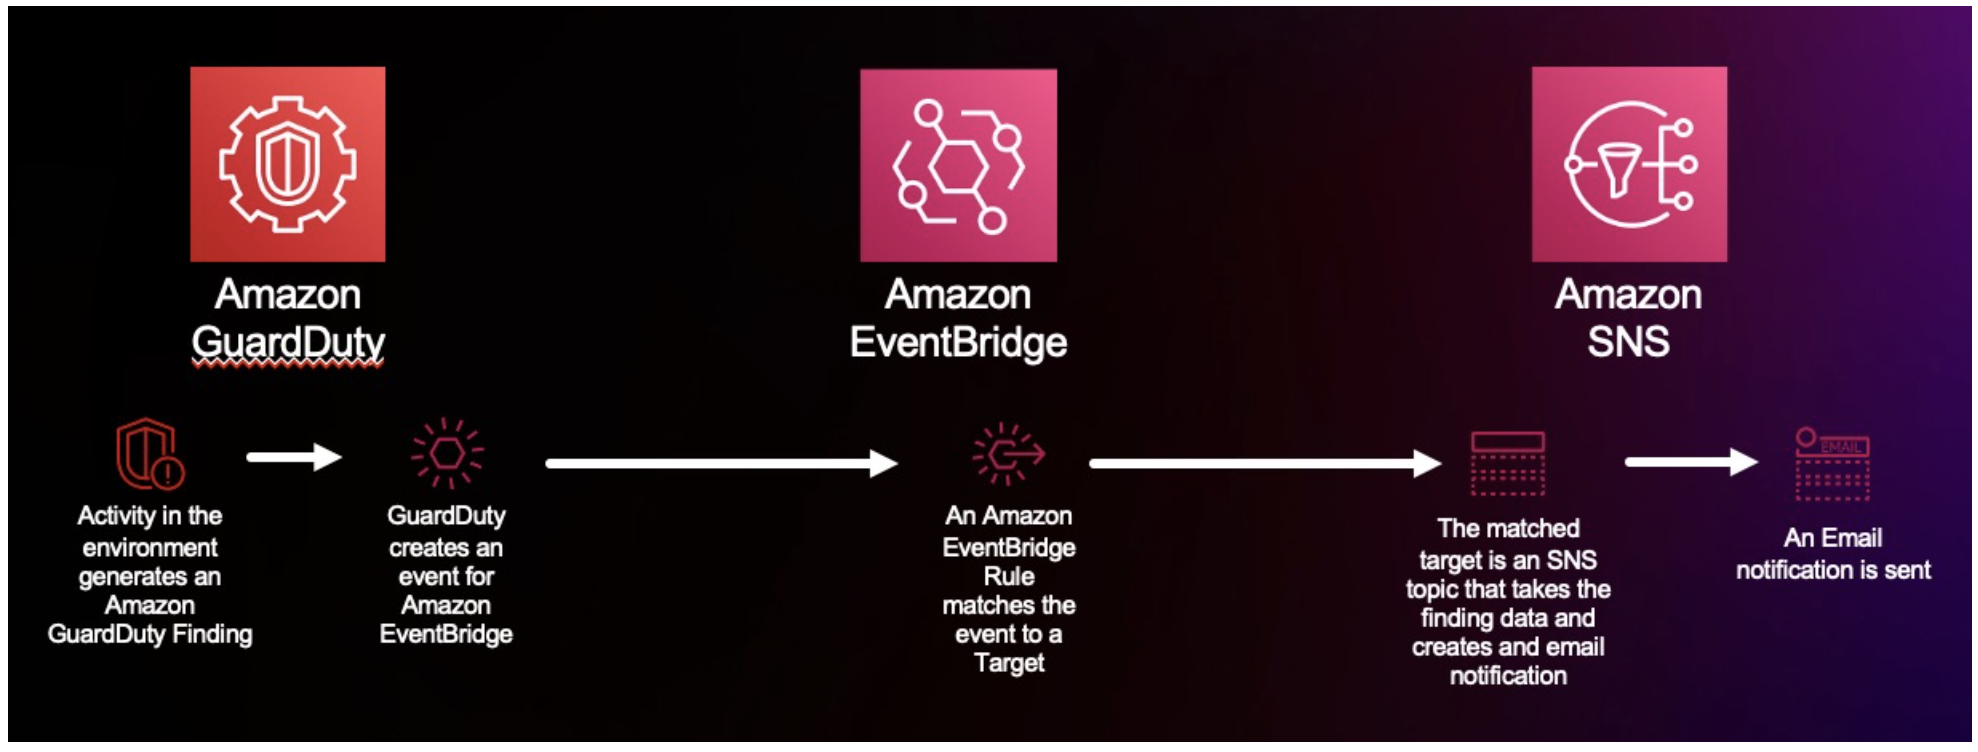 Amazon
GuardDuty
Amazon
EventBridge
Amazon
SNS
Activity in the
environment
generates an
Amazon
GuardDuty Finding
GuardDuty
creates an
event for
Amazon
EventBridge
An Amazon
EventBridge
Rule
matches the
event to a
Target
The matched
target is an SNS
topic that takes the
finding data and
creates and email
notification
EMAIL
An Email
notification is sent